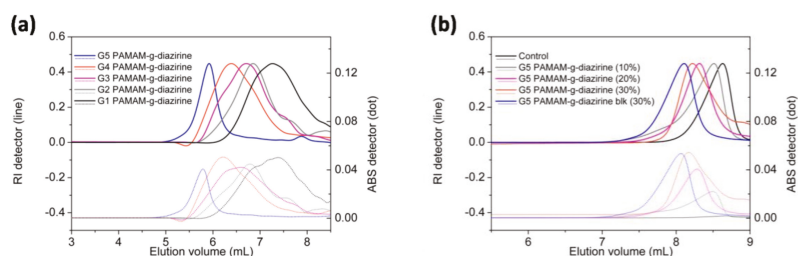 (a)
0.6
0.4
0.2
0.0
-0.2
-0.4
RI detector (line)
G5 PAMAM-g-diazirine
G4 PAMAM-g-diazirine
G3 PAMAM-g-diazirine
G2 PAMAM-g-diazirine
G1 PAMAM-g-diazirine
0.12
0.08
0.04
0.00
ABS detector (dot)
3 4 5 6 7 8
Elution volume (mL)
(b)
0.6
0.4
0.2
0.0
-0.2
-0.4
RI detector (line)
Control
G5 PAMAM-g-diazirine (10%)
G5 PAMAM-g-diazirine (20%)
G5 PAMAM-g-diazirine (30%)
G5 PAMAM-g-diazirine blk (30%)
0.12
0.08
0.04
0.00
ABS detector (dot)
6 7 8 9
Elution volume (mL)